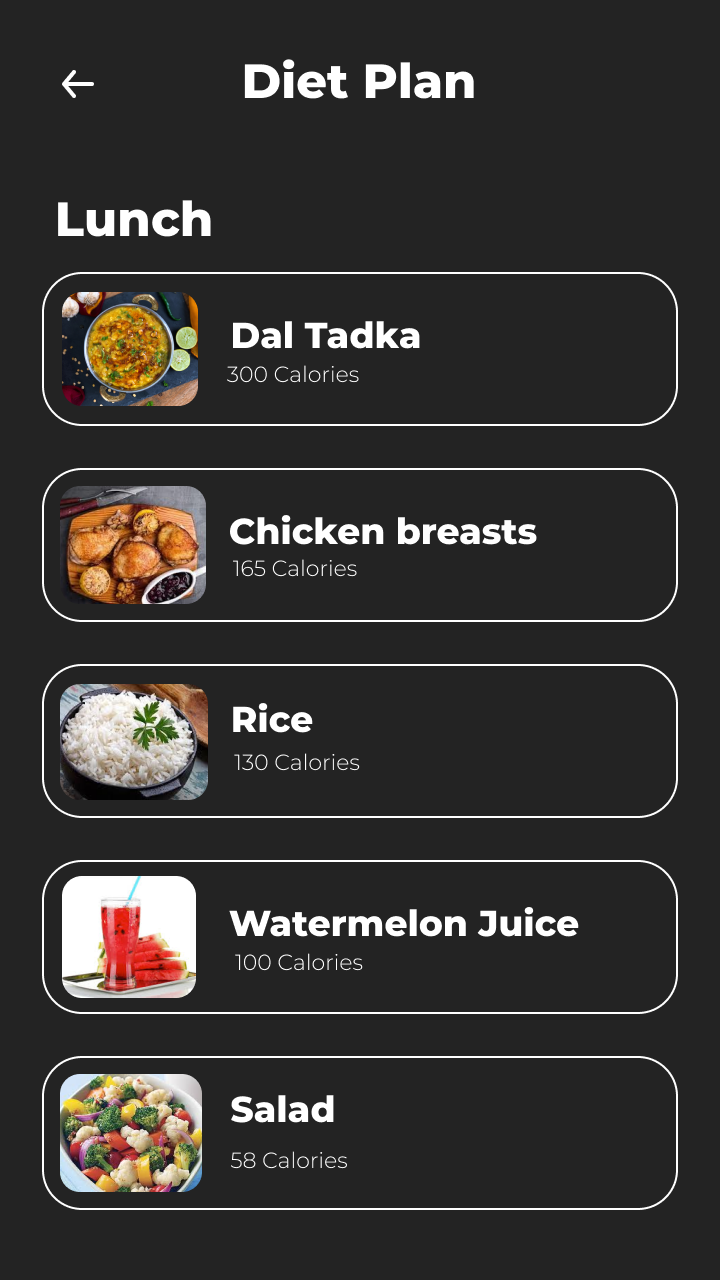 Diet Plan
Lunch
Dal Tadka
300 Calories
Chicken breasts
165 Calories
Rice
130 Calories
Watermelon Juice
100 Calories
Salad
58 Calories